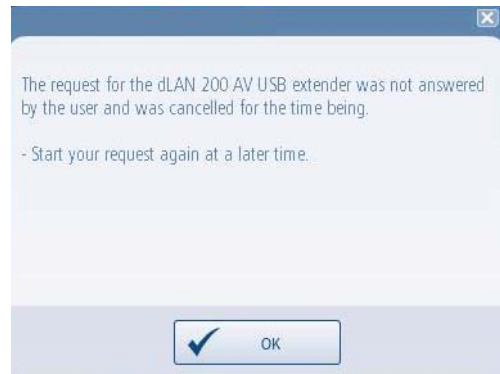 The request for the dLAN 200 AV USB extender was not answered
by the user and was cancelled for the time being.
- Start your request again at a later time.
OK